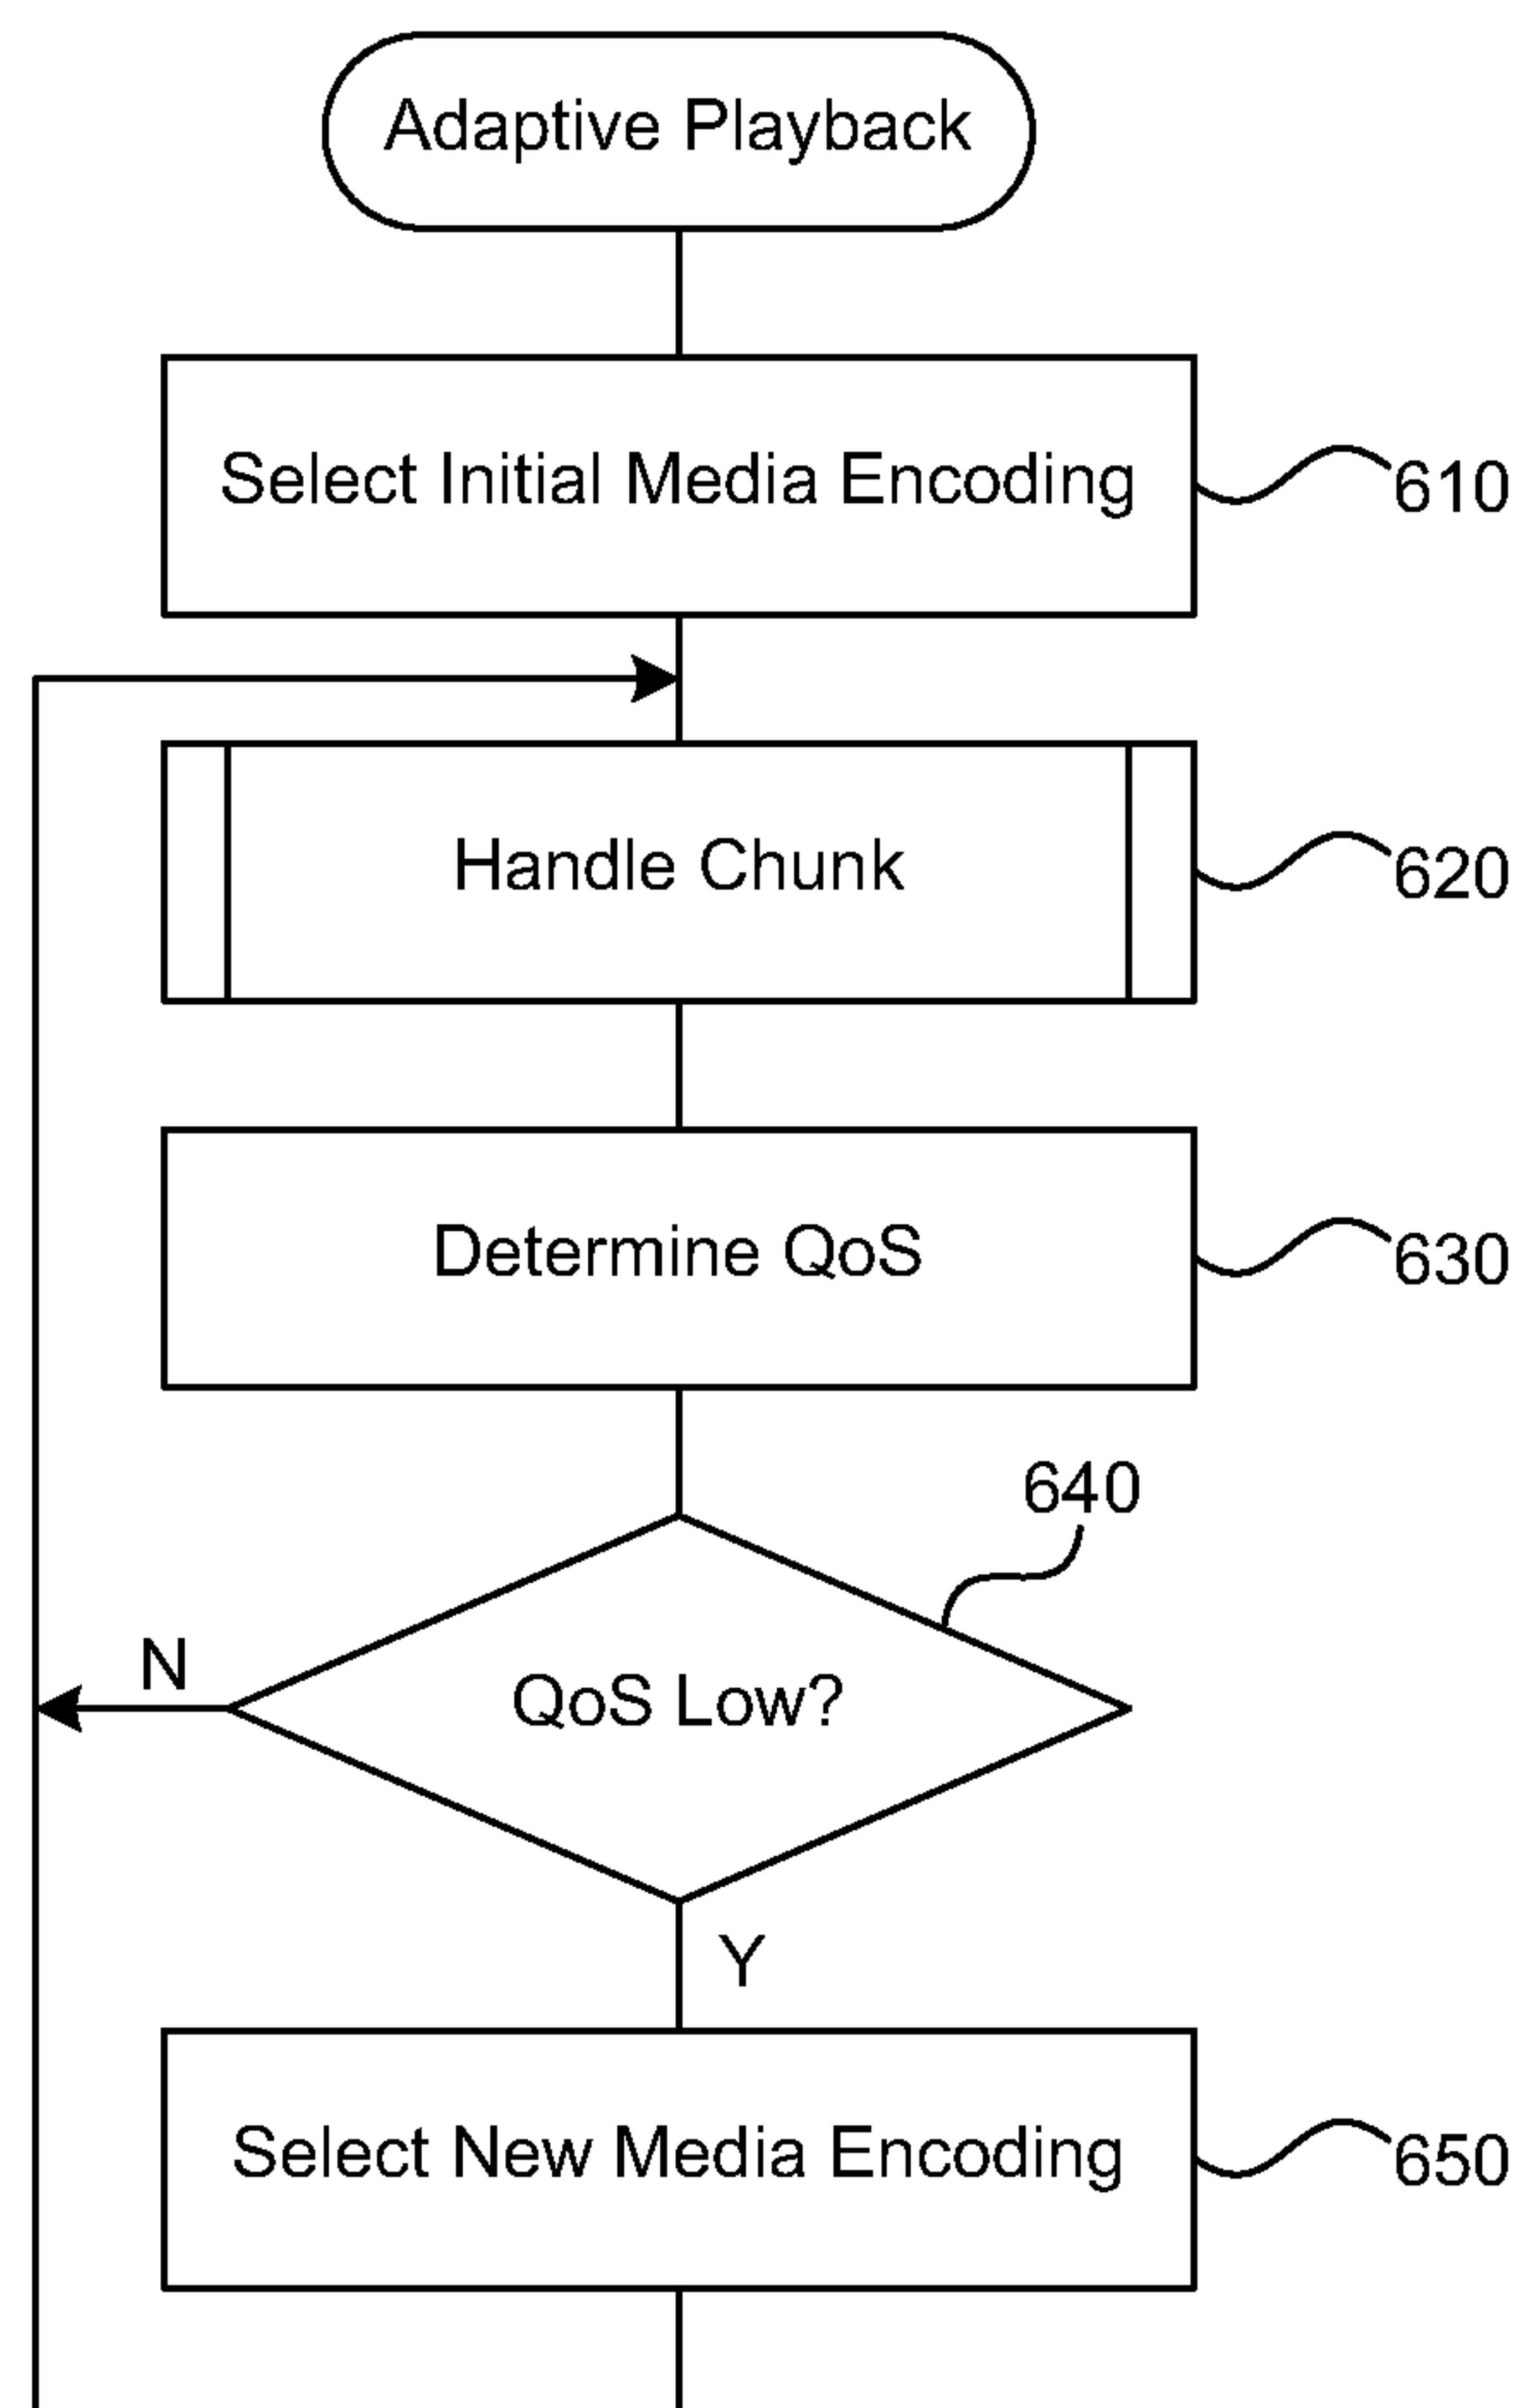 Adaptive Playback
Select Initial Media Encoding
610
Handle Chunk
620
Determine QoS
630
640
QoS Low?
N
Y
Select New Media Encoding
650